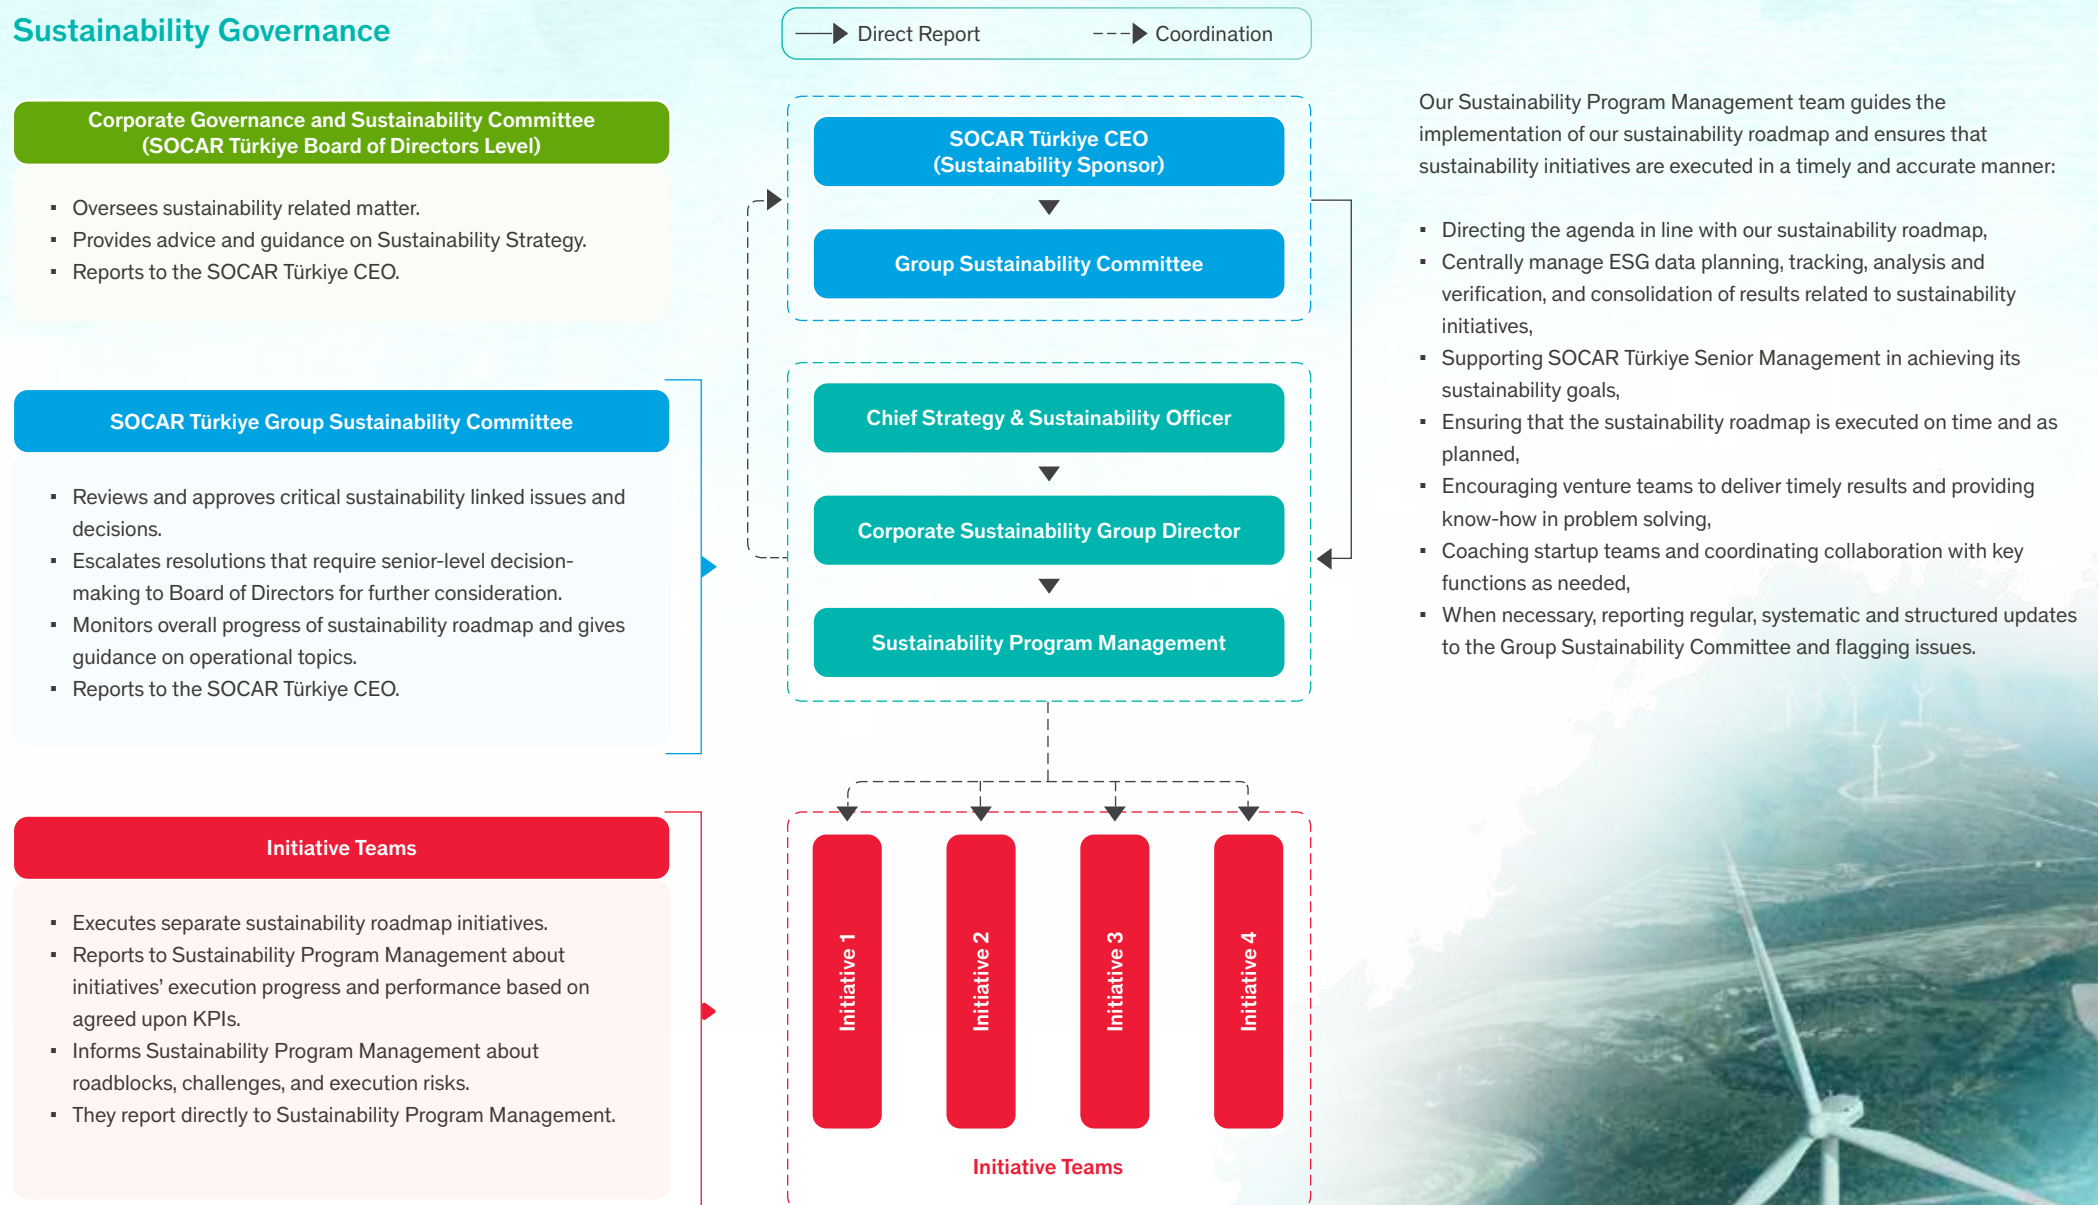 Sustainability Governance
Direct Report
Coordination
Corporate Governance and Sustainability Committee
(SOCAR Türkiye Board of Directors Level)
▪ Oversees sustainability related matter.
▪ Provides advice and guidance on Sustainability Strategy.
▪ Reports to the SOCAR Türkiye CEO.
SOCAR Türkiye Group Sustainability Committee
▪ Reviews and approves critical sustainability linked issues and
decisions.
▪ Escalates resolutions that require senior-level decision-
making to Board of Directors for further consideration.
▪ Monitors overall progress of sustainability roadmap and gives
guidance on operational topics.
▪ Reports to the SOCAR Türkiye CEO.
Initiative Teams
▪ Executes separate sustainability roadmap initiatives.
▪ Reports to Sustainability Program Management about
initiatives’ execution progress and performance based on
agreed upon KPIs.
▪ Informs Sustainability Program Management about
roadblocks, challenges, and execution risks.
▪ They report directly to Sustainability Program Management.
SOCAR Türkiye CEO
(Sustainability Sponsor)
Group Sustainability Committee
Chief Strategy & Sustainability Officer
Corporate Sustainability Group Director
Sustainability Program Management
Initiative 1
Initiative 2
Initiative 3
Initiative 4
Initiative Teams
Our Sustainability Program Management team guides the
implementation of our sustainability roadmap and ensures that
sustainability initiatives are executed in a timely and accurate manner:
▪ Directing the agenda in line with our sustainability roadmap,
▪ Centrally manage ESG data planning, tracking, analysis and
verification, and consolidation of results related to sustainability
initiatives,
▪ Supporting SOCAR Türkiye Senior Management in achieving its
sustainability goals,
▪ Ensuring that the sustainability roadmap is executed on time and as
planned,
▪ Encouraging venture teams to deliver timely results and providing
know-how in problem solving,
▪ Coaching startup teams and coordinating collaboration with key
functions as needed,
▪ When necessary, reporting regular, systematic and structured updates
to the Group Sustainability Committee and flagging issues.